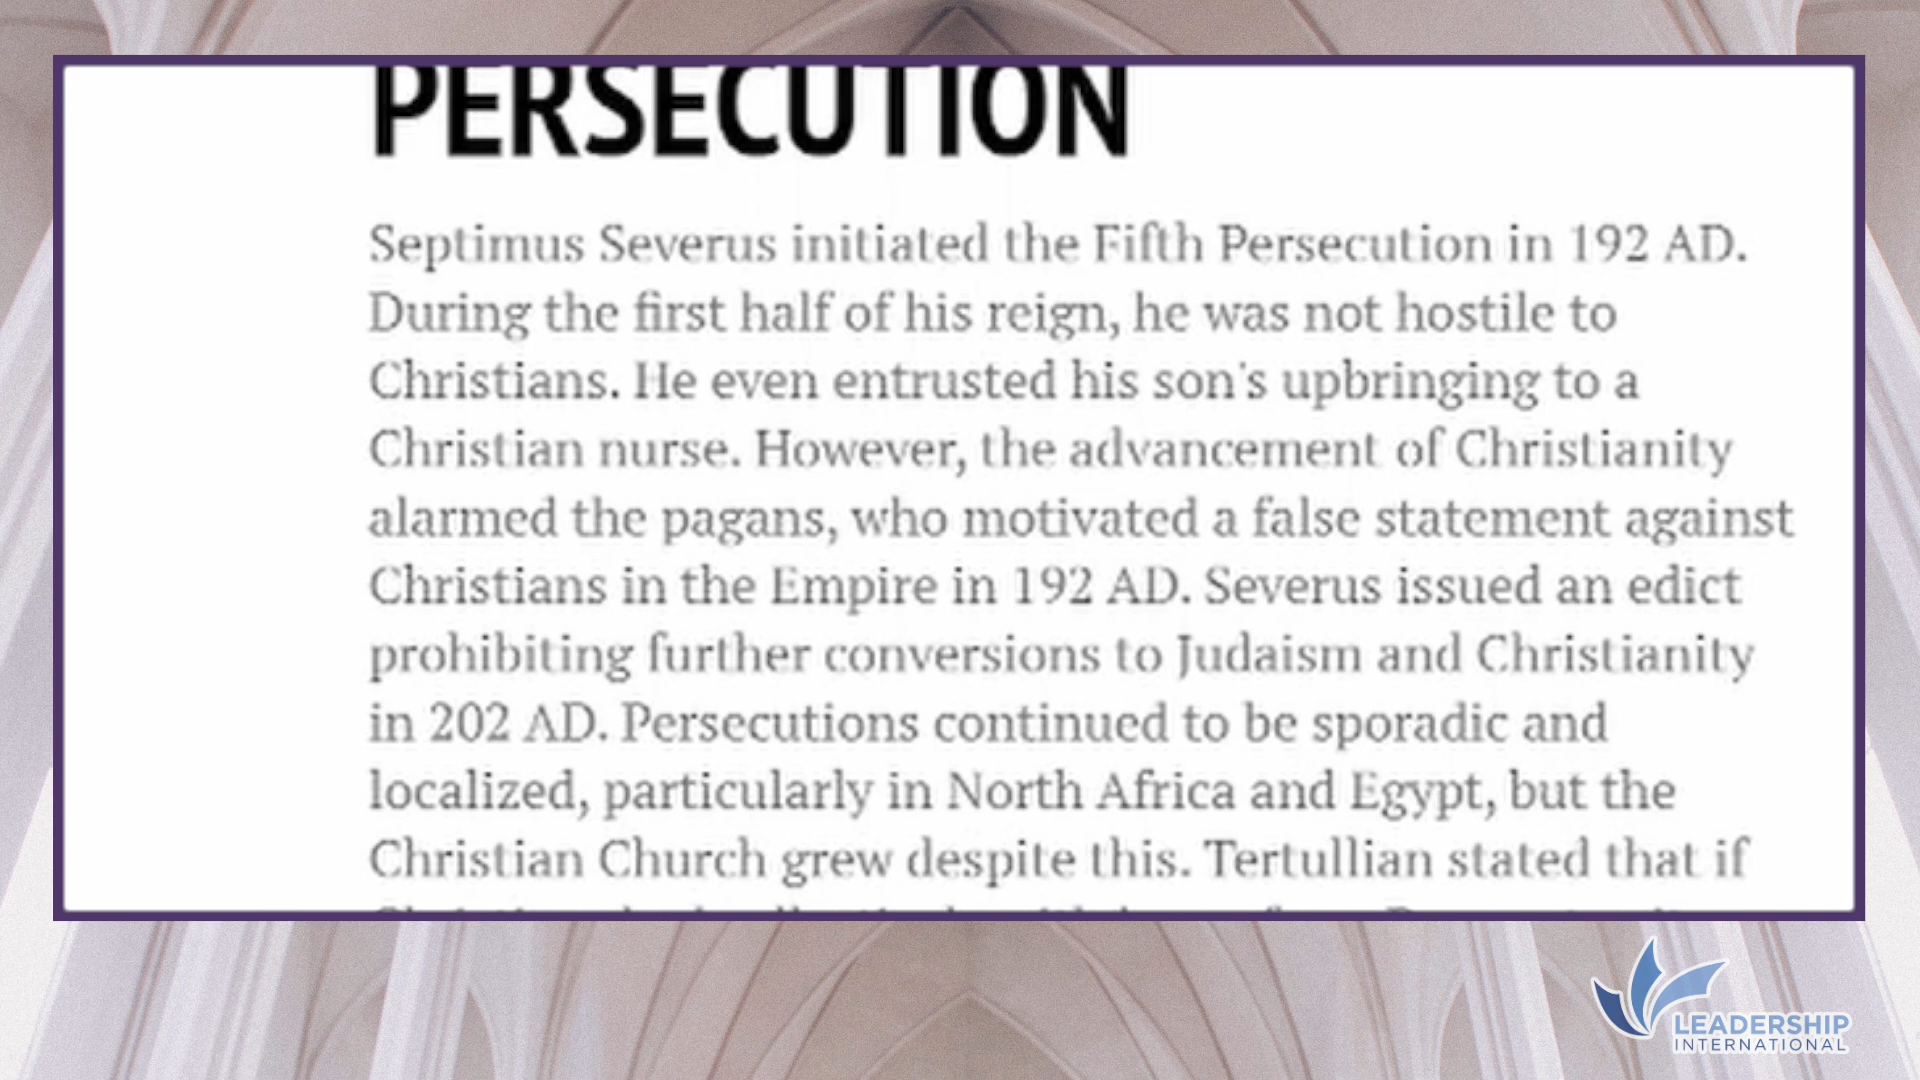 PERSECUTION
Septimus Severus initiated the Fifth Persecution in 192 AD.
During the first half of his reign, he was not hostile to
Christians. He even entrusted his son's upbringing to a
Christian nurse. However, the advancement of Christianity
alarmed the pagans, who motivated a false statement against
Christians in the Empire in 192 AD. Severus issued an edict
prohibiting further conversions to Judaism and Christianity
in 202 AD. Persecutions continued to be sporadic and
localized, particularly in North Africa and Egypt, but the
Christian Church grew despite this. Tertullian stated that if
LEADERSHIP
INTERNATIONAL